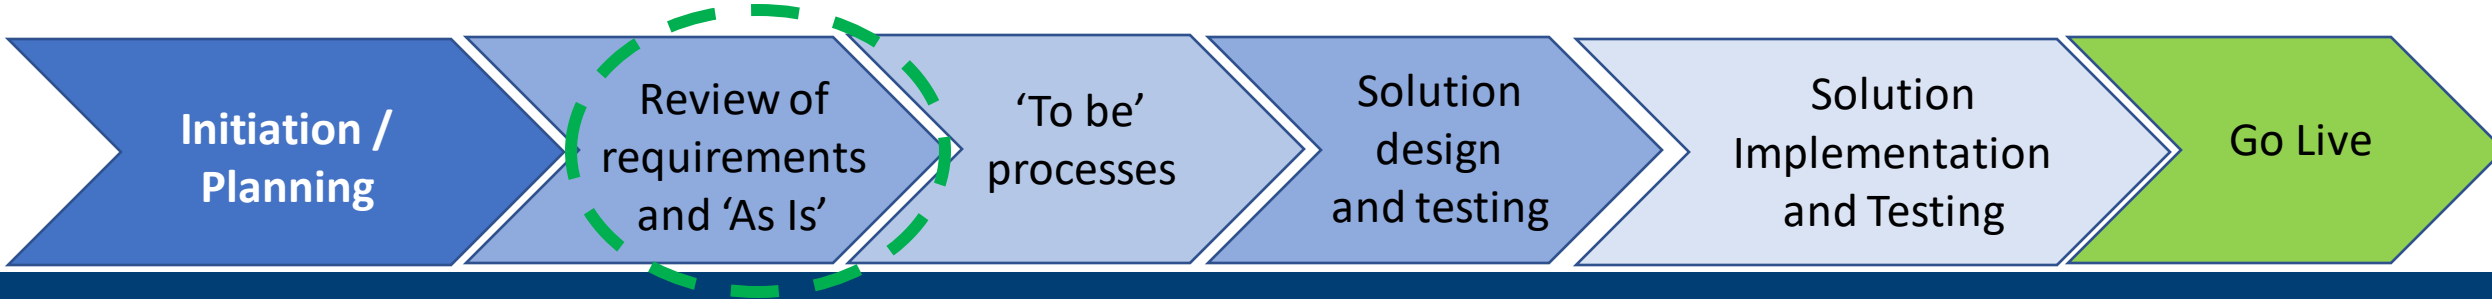 Initiation /
Planning
Review of
requirements
and ‘As Is’
‘To be’
processes
Solution
design
and testing
Solution
Implementation
and Testing
Go Live